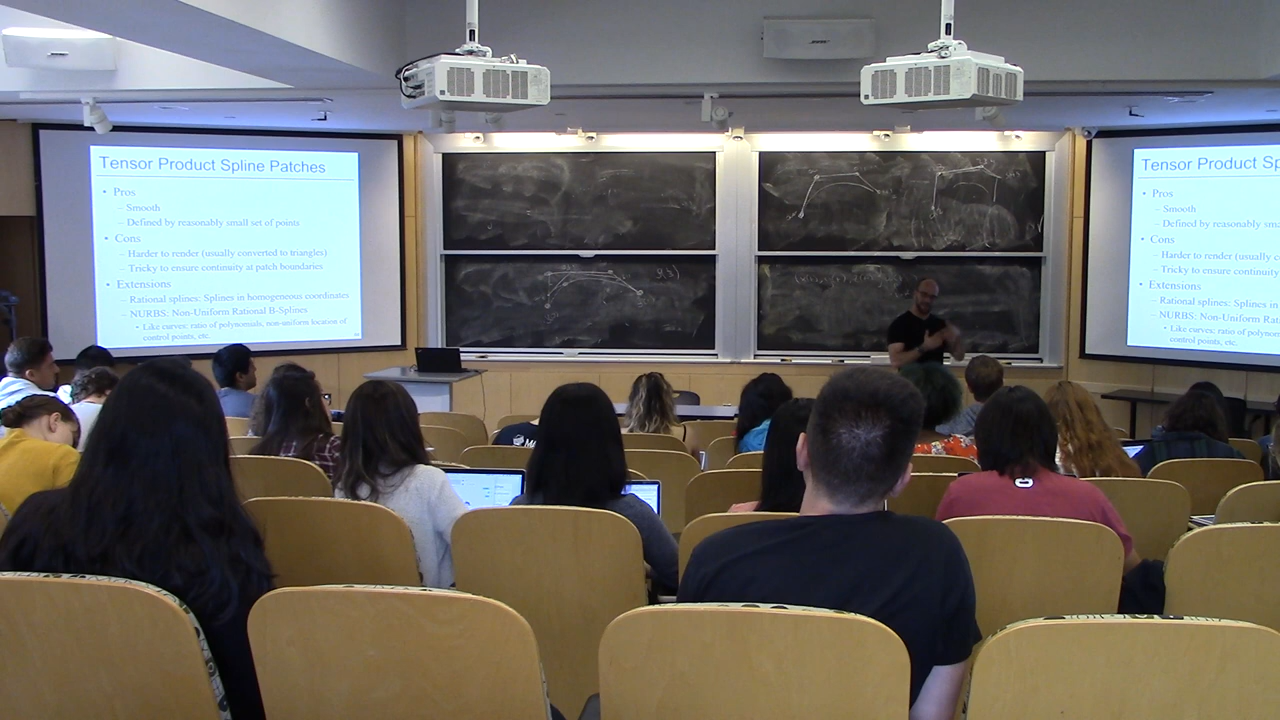 BOSE
Tensor Product Spline Patches
• Pros
– Smooth
– Defined by reasonably small set of points
• Cons
– Harder to render (usually converted to triangles)
– Tricky to ensure continuity at patch boundaries
• Extensions
– Rational splines: Splines in homogeneous coordinates
– NURBS: Non-Uniform Rational B-Splines
• Like curves: ratio of polynomials, non-uniform location of
control points, etc.
Tensor Product Sp
• Pros
– Smooth
– Defined by reasonably sma
• Cons
– Harder to render (usually c
– Tricky to ensure continuity
• Extensions
– Rational splines: Splines in
– NURBS: Non-Uniform Rat
• Like curves: ratio of polynom
control points, etc.